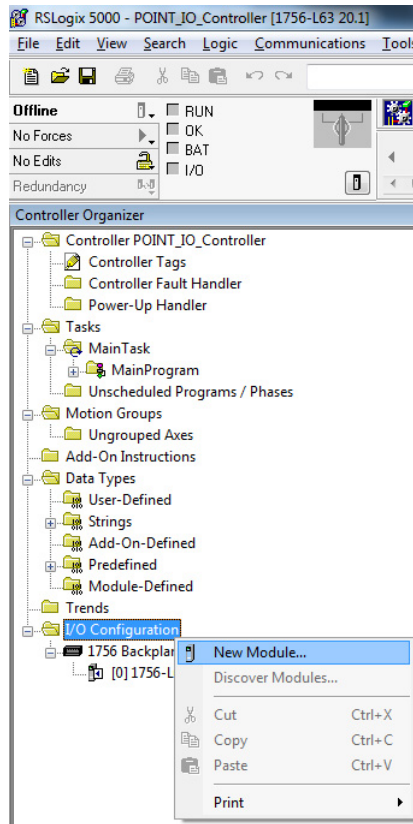 RSLogix 5000 - POINT_IO_Controller [1756-L63 20.1]
File Edit View Search Logic Communications Tools
Offline RUN
No Forces OK
No Edits BAT
Redundancy I/O
Controller Organizer
Controller POINT_IO_Controller
Controller Tags
Controller Fault Handler
Power-Up Handler
Tasks
MainTask
MainProgram
Unscheduled Programs / Phases
Motion Groups
Ungrouped Axes
Add-On Instructions
Data Types
User-Defined
Strings
Add-On-Defined
Predefined
Module-Defined
Trends
I/O Configuration
1756 Backplan
[0] 1756-L
New Module...
Discover Modules...
Cut Ctrl+X
Copy Ctrl+C
Paste Ctrl+V
Print